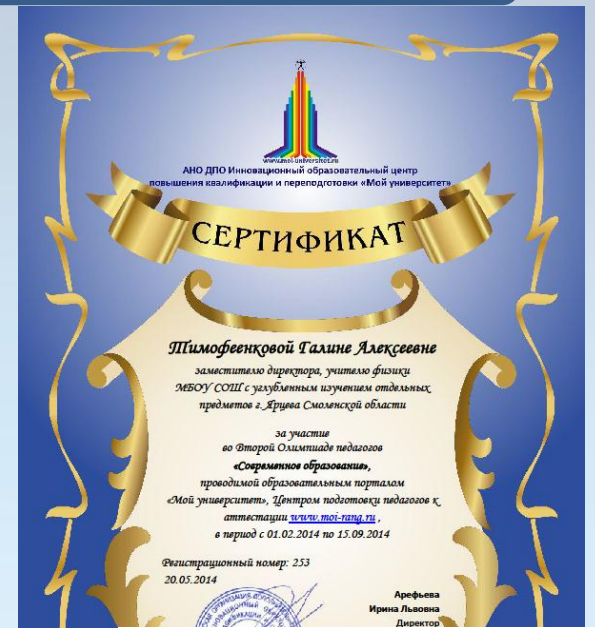 www.moi-universitet.ru
АНО ДПО Инновационный образовательный центр
повышения квалификации и переподготовки «Мой университет»
СЕРТИФИКАТ
Тимофеенковой Галине Алексеевне
заместителю директора, учителю физики
МБОУ СОШ с углубленным изучением отдельных
предметов г. Ярцева Смоленской области
за участие
во Второй Олимпиаде педагогов
«Современное образование»,
проводимой образовательным порталом
«Мой университет», Центром подготовки педагогов к
аттестации www.moi-rang.ru ,
в период с 01.02.2014 по 15.09.2014
Регистрационный номер: 253
20.05.2014
Арефьева
Ирина Львовна
Директор